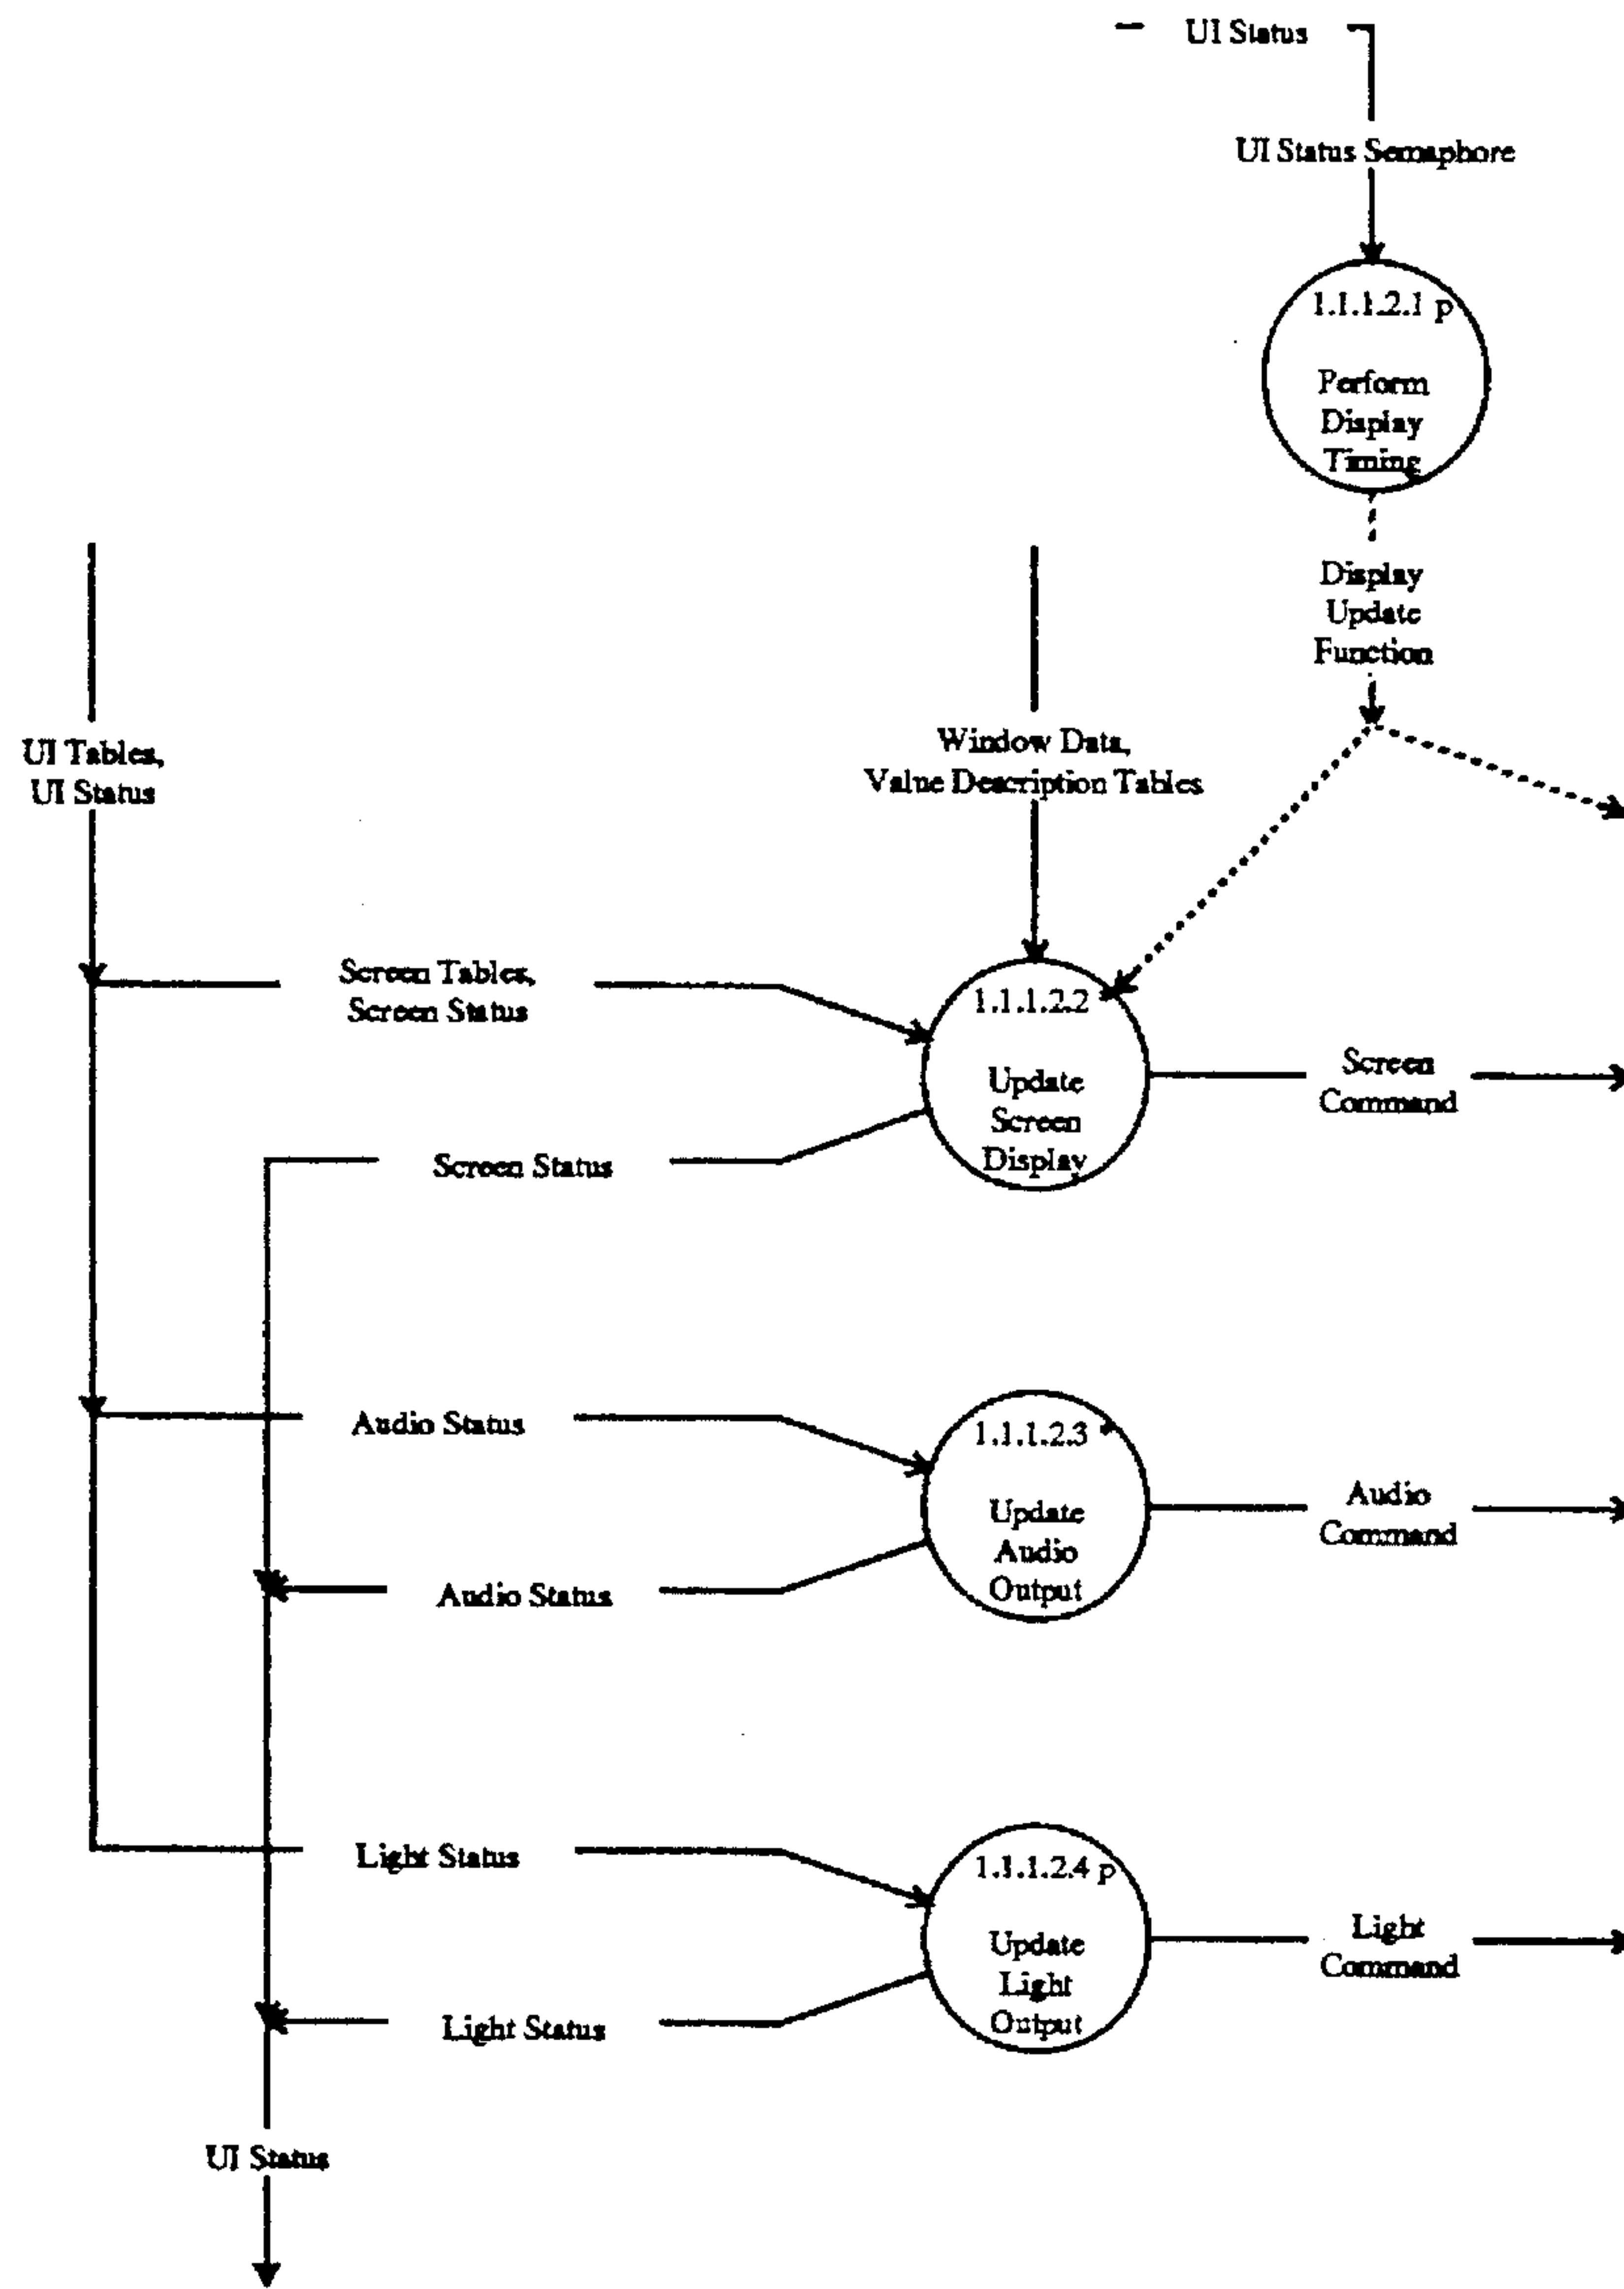 UI Status
UI Status Semaphore
1.1.1.2.1 p
Perform
Display
Timing
Display
Update
Function
UI Tables,
UI Status
Window Data,
Value Description Tables
Screen Tables,
Screen Status
1.1.1.2.2
Update
Screen
Display
Screen
Command
Screen Status
Audio Status
1.1.1.2.3
Update
Audio
Output
Audio
Command
Audio Status
Light Status
1.1.1.2.4 p
Update
Light
Output
Light
Command
Light Status
UI Status